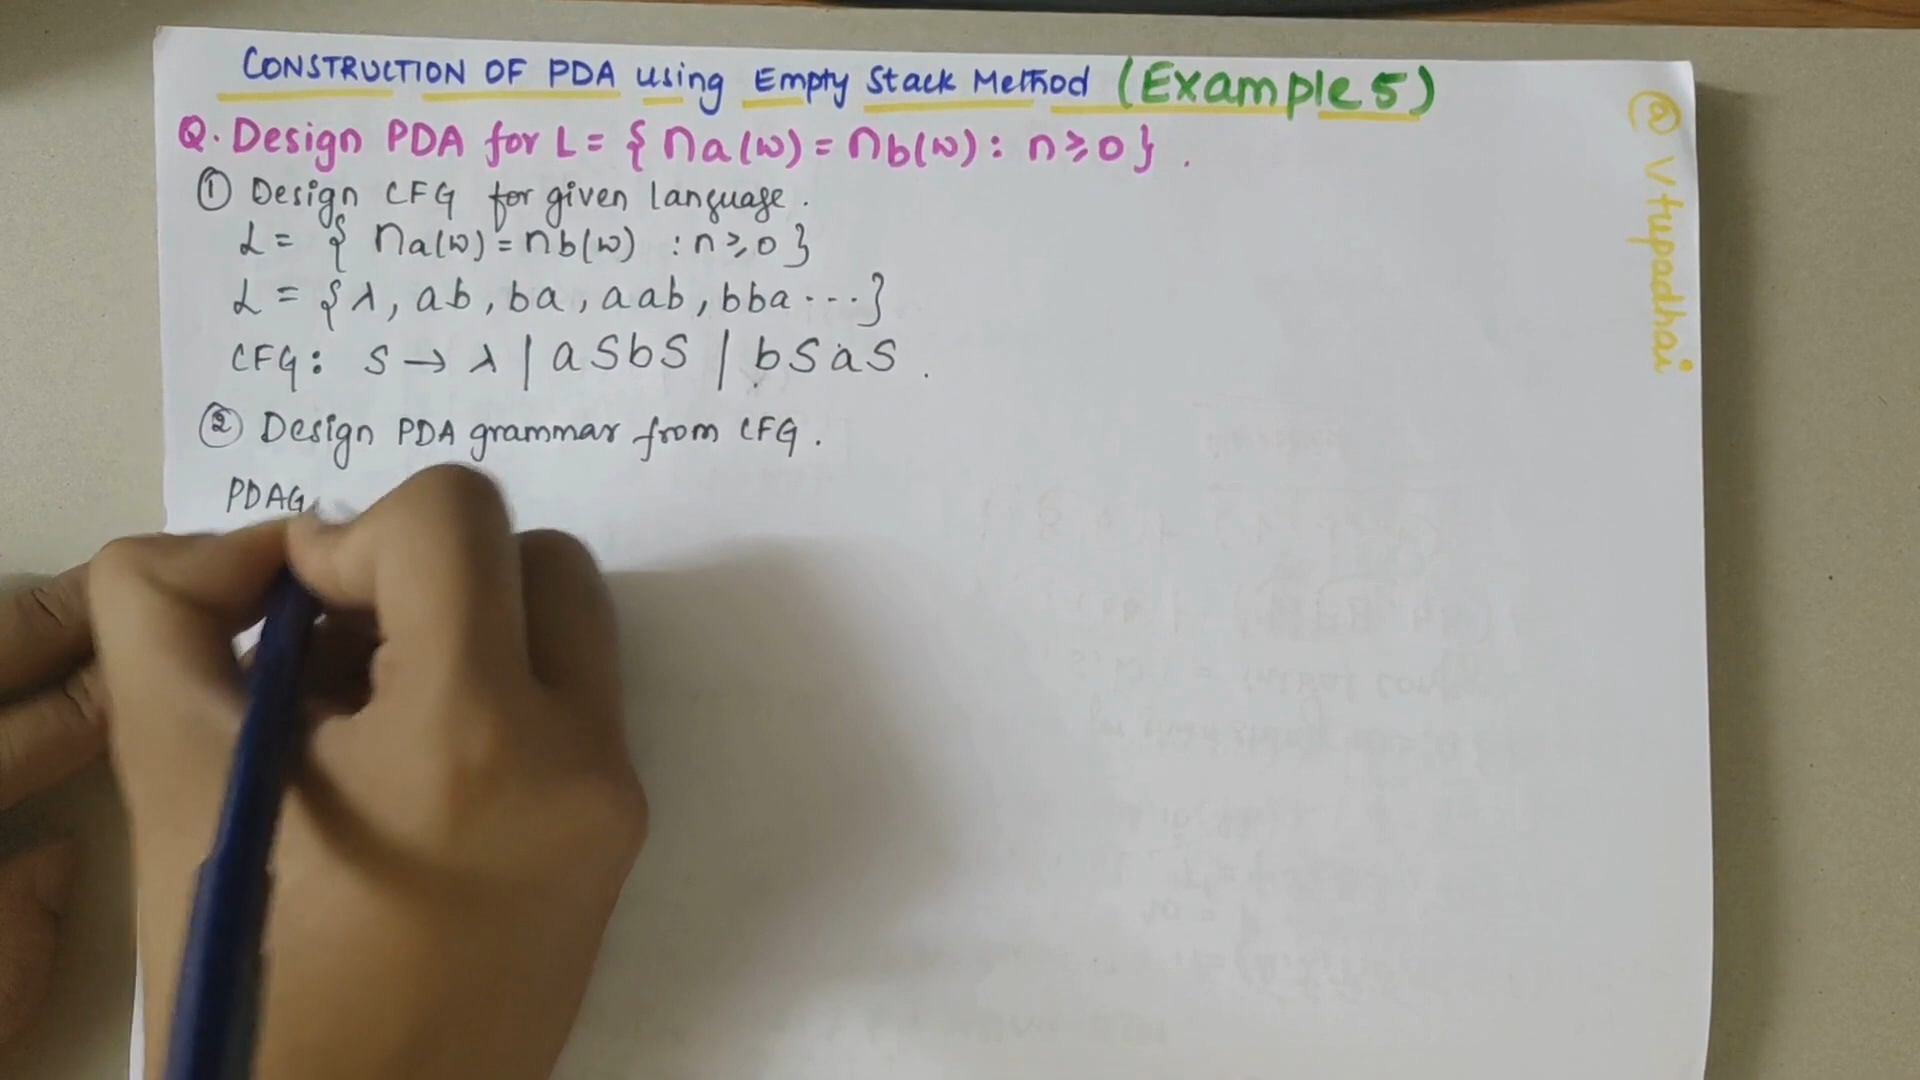 CONSTRUCTION OF PDA using Empty Stack Method (Example 5)
Q. Design PDA for L = { na(w) = nb(w) : n ≥ 0 } .
① Design CFG for given language .
L = { na(w) = nb(w) : n ≥ 0 }
L = { λ, ab, ba, aab, bba ··· }
CFG : S → λ | aSbS | bSaS .
② Design PDA grammar from CFG .
PDAG
@ Vtupadhai